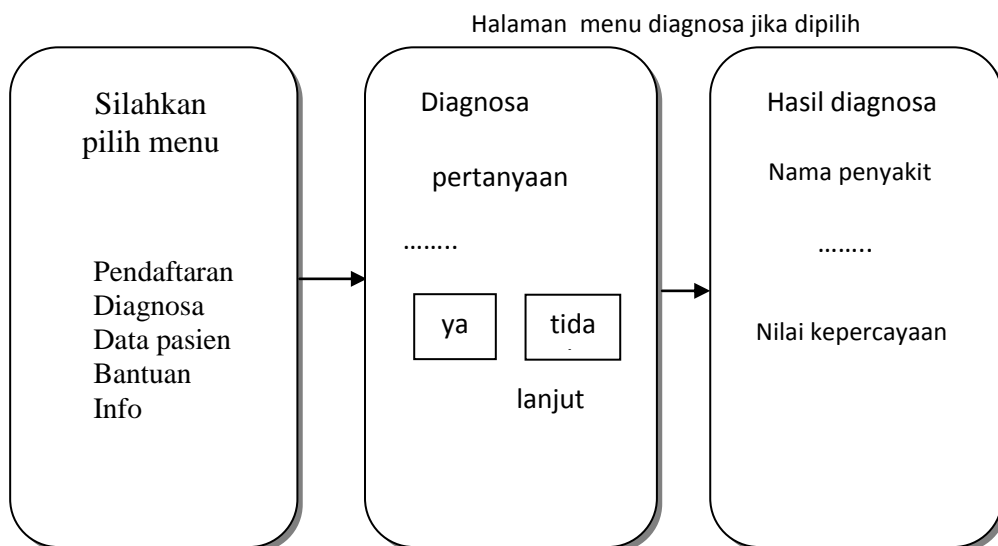 Halaman menu diagnosa jika dipilih
Silahkan
pilih menu
Pendaftaran
Diagnosa
Data pasien
Bantuan
Info
Diagnosa
pertanyaan
........
ya
tida
lanjut
Hasil diagnosa
Nama penyakit
........
Nilai kepercayaan